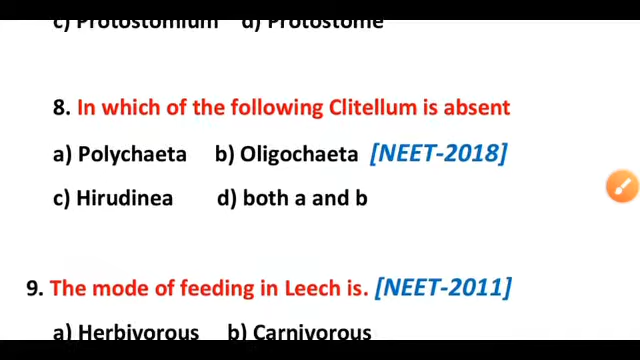 c) Protostomium d) Protostome
8. In which of the following Clitellum is absent
a) Polychaeta b) Oligochaeta [NEET-2018]
c) Hirudinea d) both a and b
9. The mode of feeding in Leech is. [NEET-2011]
a) Herbivorous b) Carnivorous